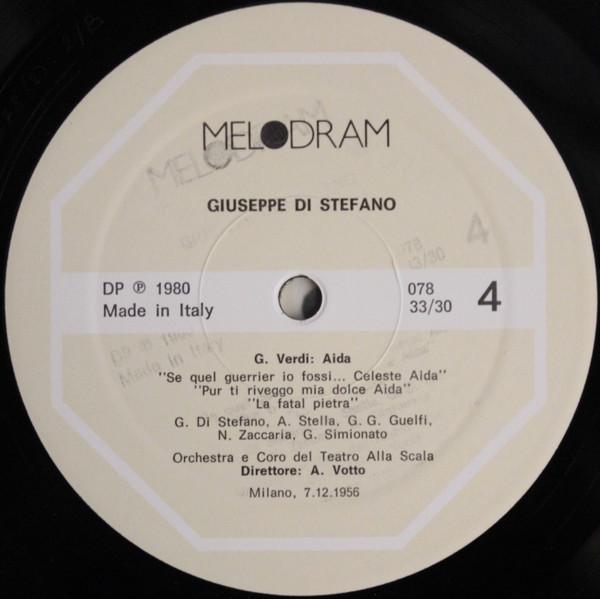 MELODRAM
GIUSEPPE DI STEFANO
DP ℗ 1980
Made in Italy
078
33/30
4
G. Verdi: Aida
"Se quel guerrier io fossi... Celeste Aida"
"Pur ti riveggo mia dolce Aida"
"La fatal pietra"
G. Di Stefano, A. Stella, G. G. Guelfi,
N. Zaccaria, G. Simionato
Orchestra e Coro del Teatro Alla Scala
Direttore: A. Votto
Milano, 7.12.1956